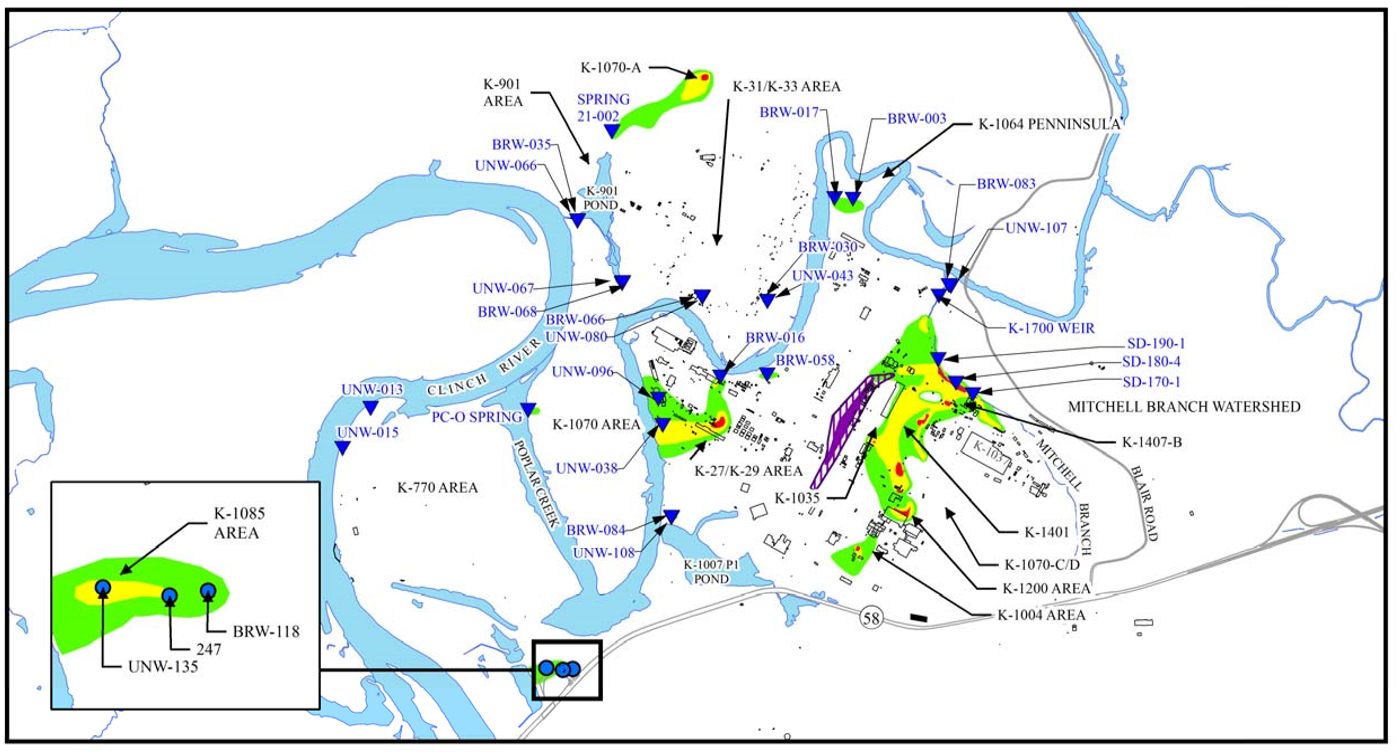 K-1070-A
K-901
AREA
SPRING
21-002
K-31/K-33 AREA
BRW-017
BRW-003
K-1064 PENNINSULA
BRW-035
UNW-066
K-901
POND
BRW-083
UNW-107
BRW-030
UNW-043
UNW-067
BRW-068
BRW-066
UNW-080
K-1700 WEIR
BRW-016
BRW-058
SD-190-1
SD-180-4
SD-170-1
CLINCH RIVER
UNW-096
UNW-013
PC-O SPRING
K-1070 AREA
MITCHELL BRANCH WATERSHED
UNW-015
K-1407-B
K-1037
MITCHELL
BRANCH
BLAIR ROAD
UNW-038
K-27/K-29 AREA
POPLAR CREEK
K-770 AREA
K-1035
BRW-084
UNW-108
K-1401
K-1007 P1
POND
K-1070-C/D
K-1200 AREA
K-1004 AREA
58
K-1085
AREA
BRW-118
247
UNW-135